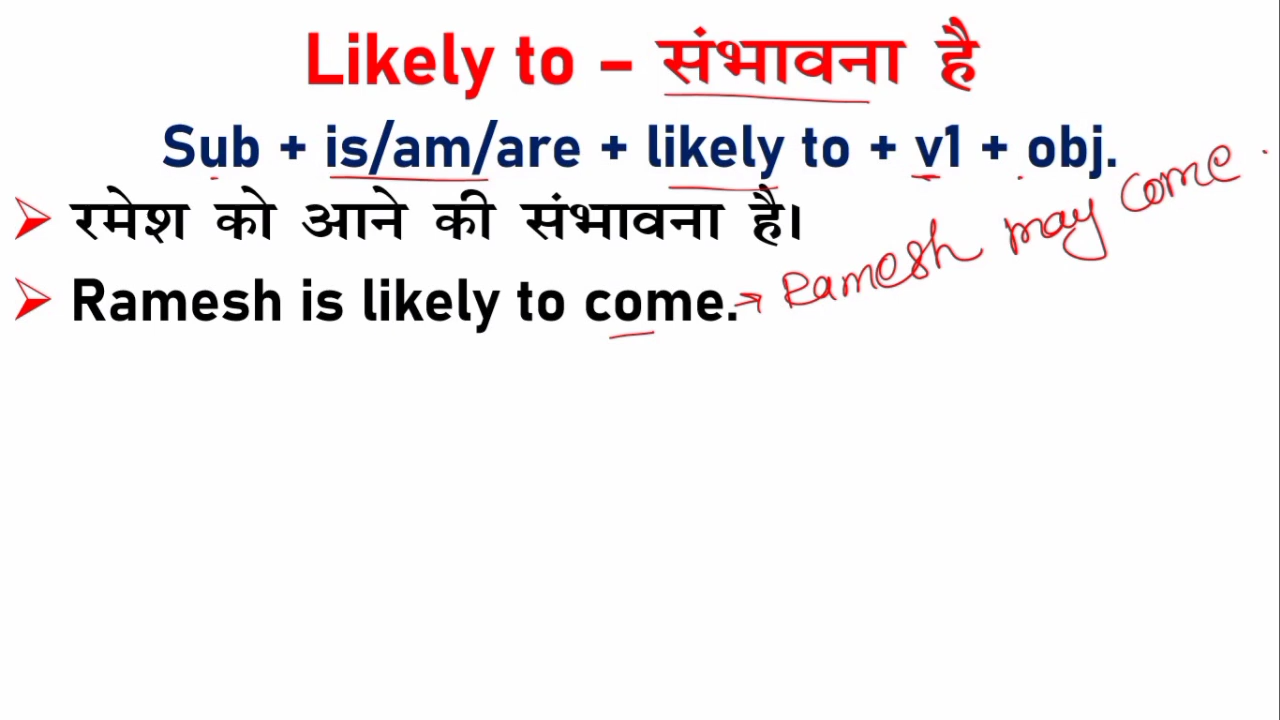 Likely to – संभावना है
Sub + is/am/are + likely to + v1 + obj.
रमेश को आने की संभावना है।
Ramesh is likely to come. → Ramesh may come.